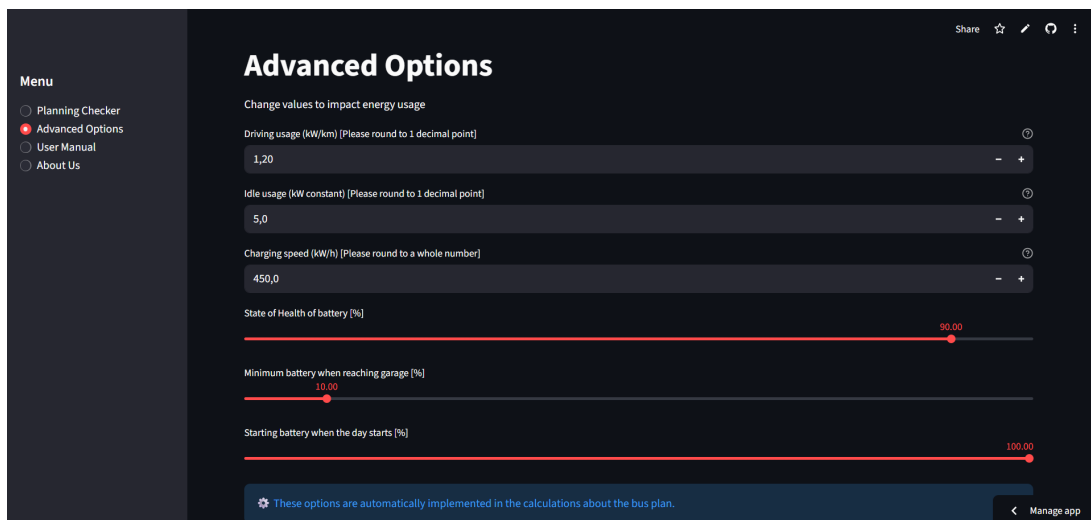 Share
Menu
Planning Checker
Advanced Options
User Manual
About Us
Advanced Options
Change values to impact energy usage
Driving usage (kW/km) [Please round to 1 decimal point]
1,20
Idle usage (kW constant) [Please round to 1 decimal point]
5,0
Charging speed (kW/h) [Please round to a whole number]
450,0
State of Health of battery [%]
90.00
Minimum battery when reaching garage [%]
10.00
Starting battery when the day starts [%]
100.00
These options are automatically implemented in the calculations about the bus plan.
Manage app